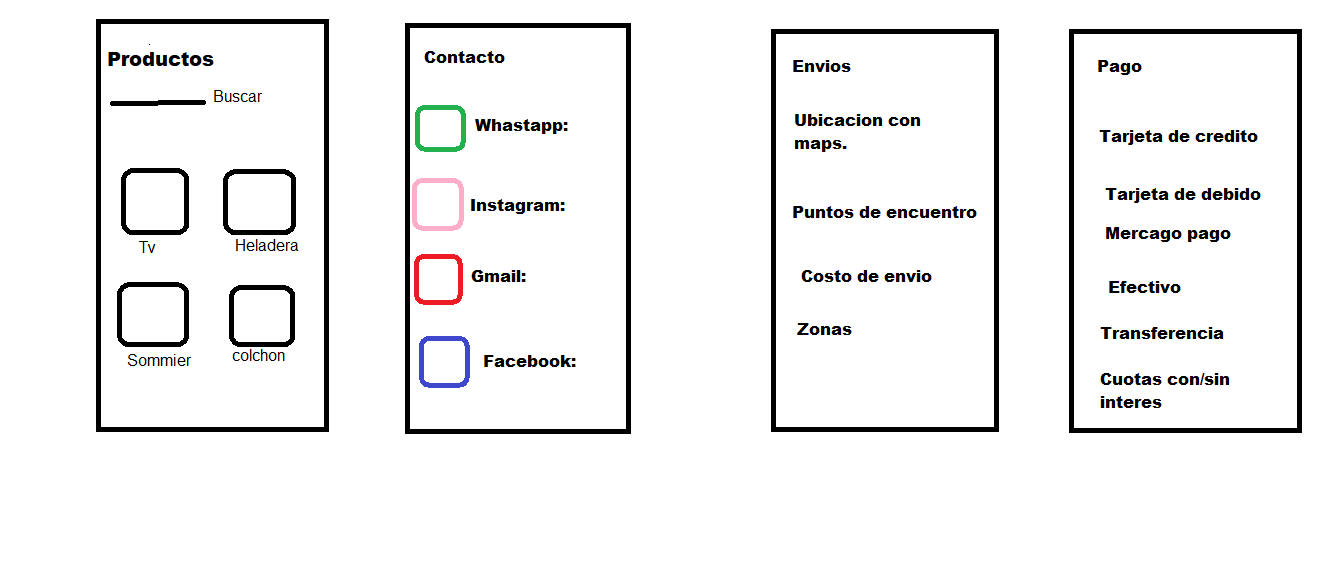 Productos
Buscar
Tv
Heladera
Sommier
colchon
Contacto
Whastapp:
Instagram:
Gmail:
Facebook:
Envios
Ubicacion con
maps.
Puntos de encuentro
Costo de envio
Zonas
Pago
Tarjeta de credito
Tarjeta de debido
Mercago pago
Efectivo
Transferencia
Cuotas con/sin
interes